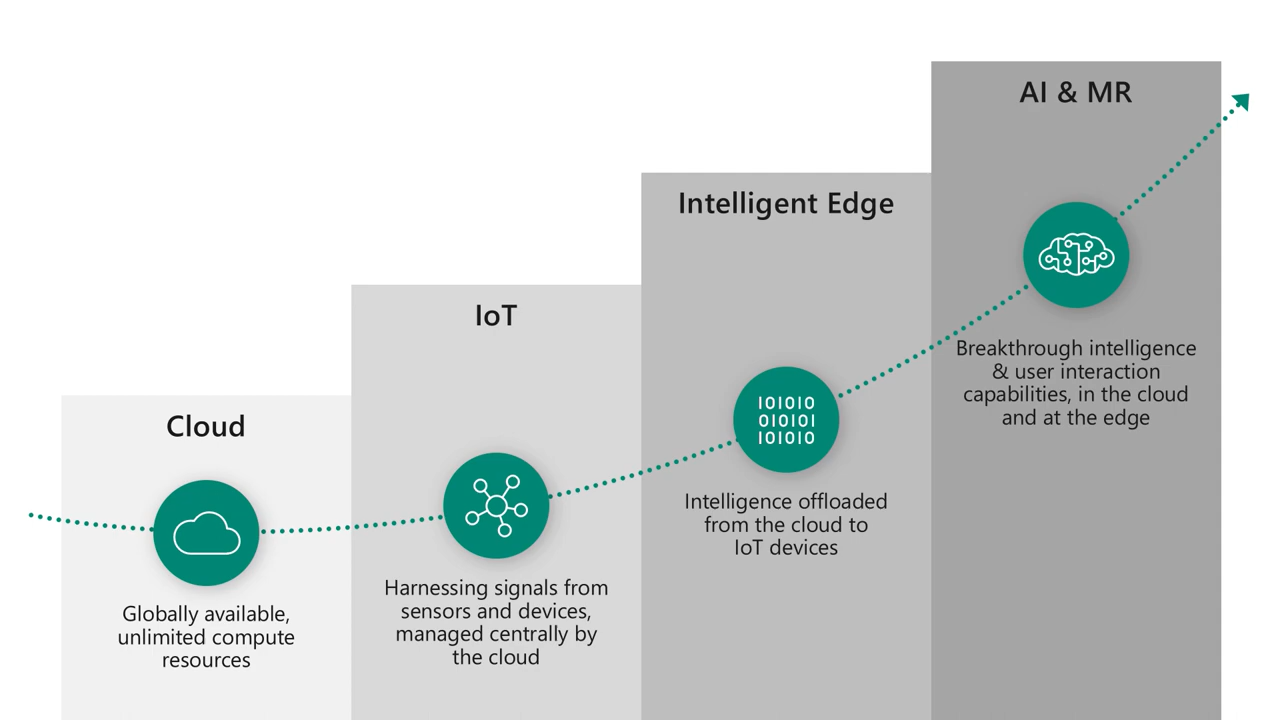 Cloud
Globally available,
unlimited compute
resources
IoT
Harnessing signals from
sensors and devices,
managed centrally by
the cloud
Intelligent Edge
101010
010101
101010
Intelligence offloaded
from the cloud to
IoT devices
AI & MR
Breakthrough intelligence
& user interaction
capabilities, in the cloud
and at the edge